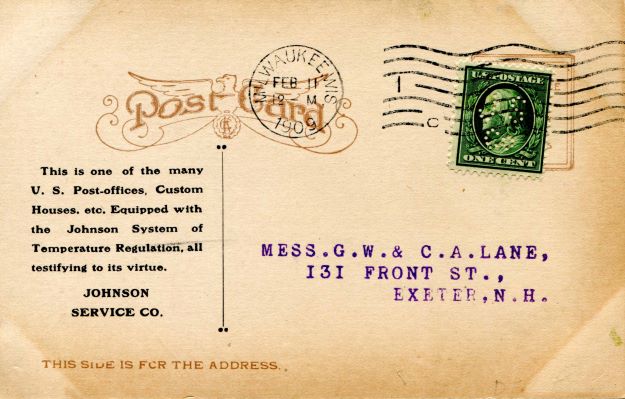 Post Card
MILWAUKEE, WIS.
FEB 11
12 M
1909
1
C
U.S. POSTAGE
ONE CENT
This is one of the many
U. S. Post-offices, Custom
Houses. etc. Equipped with
the Johnson System of
Temperature Regulation, all
testifying to its virtue.
JOHNSON
SERVICE CO.
MESS.G.W.& C.A.LANE,
131 FRONT ST.,
EXETER,N.H.
THIS SIDE IS FOR THE ADDRESS.